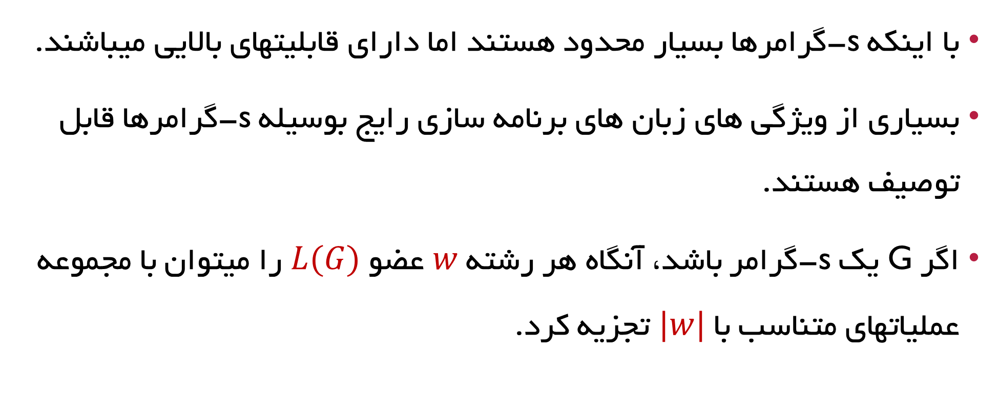 • با اینکه s-گرامرها بسیار محدود هستند اما دارای قابلیتهای بالایی میباشند.
• بسیاری از ویژگی های زبان های برنامه سازی رایج بوسیله s-گرامرها قابل
توصیف هستند.
• اگر G یک s-گرامر باشد، آنگاه هر رشته w عضو L(G) را میتوان با مجموعه
عملیاتهای متناسب با |w| تجزیه کرد.